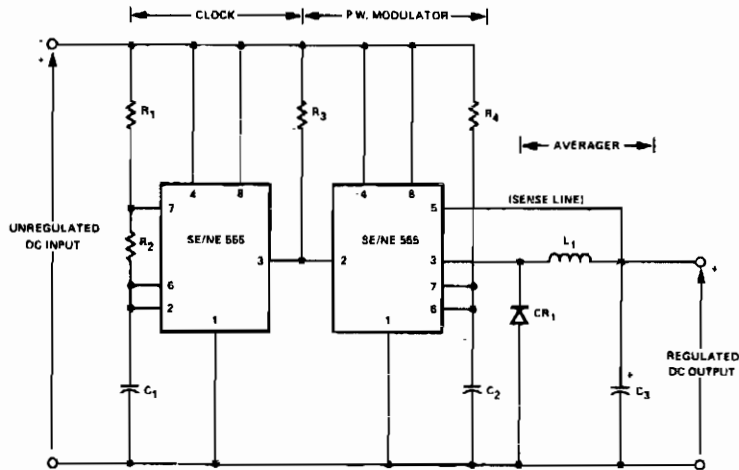 CLOCK
P.W. MODULATOR
-
+
R1
R3
R4
AVERAGER
4
8
4
8
7
5
(SENSE LINE)
UNREGULATED
DC INPUT
R2
SE/NE 555
SE/NE 555
L1
+
3
2
3
6
7
2
6
CR1
1
1
REGULATED
DC OUTPUT
C1
C2
+
C3